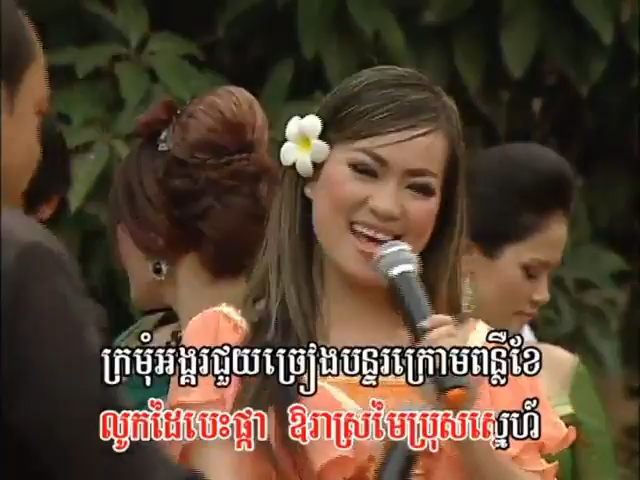 ក្រមុំអង្គរជួយច្រៀងបន្ទរក្រោមពន្លឺខែ
លូកដៃបេះផ្កា ឱរាស្រមៃប្រុសស្នេហ៍